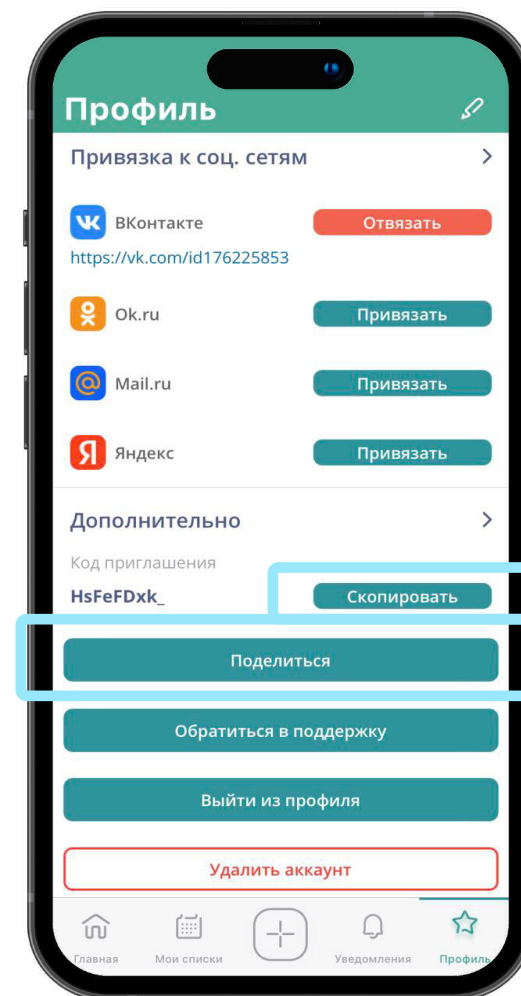 Профиль
Привязка к соц. сетям
ВКонтакте
Отвязать
https://vk.com/id176225853
Ok.ru
Привязать
Mail.ru
Привязать
Я Яндекс
Привязать
Дополнительно
Код приглашения
HsFeFDxk_
Скопировать
Поделиться
Обратиться в поддержку
Выйти из профиля
Удалить аккаунт
Главная Мои списки Уведомления Профиль